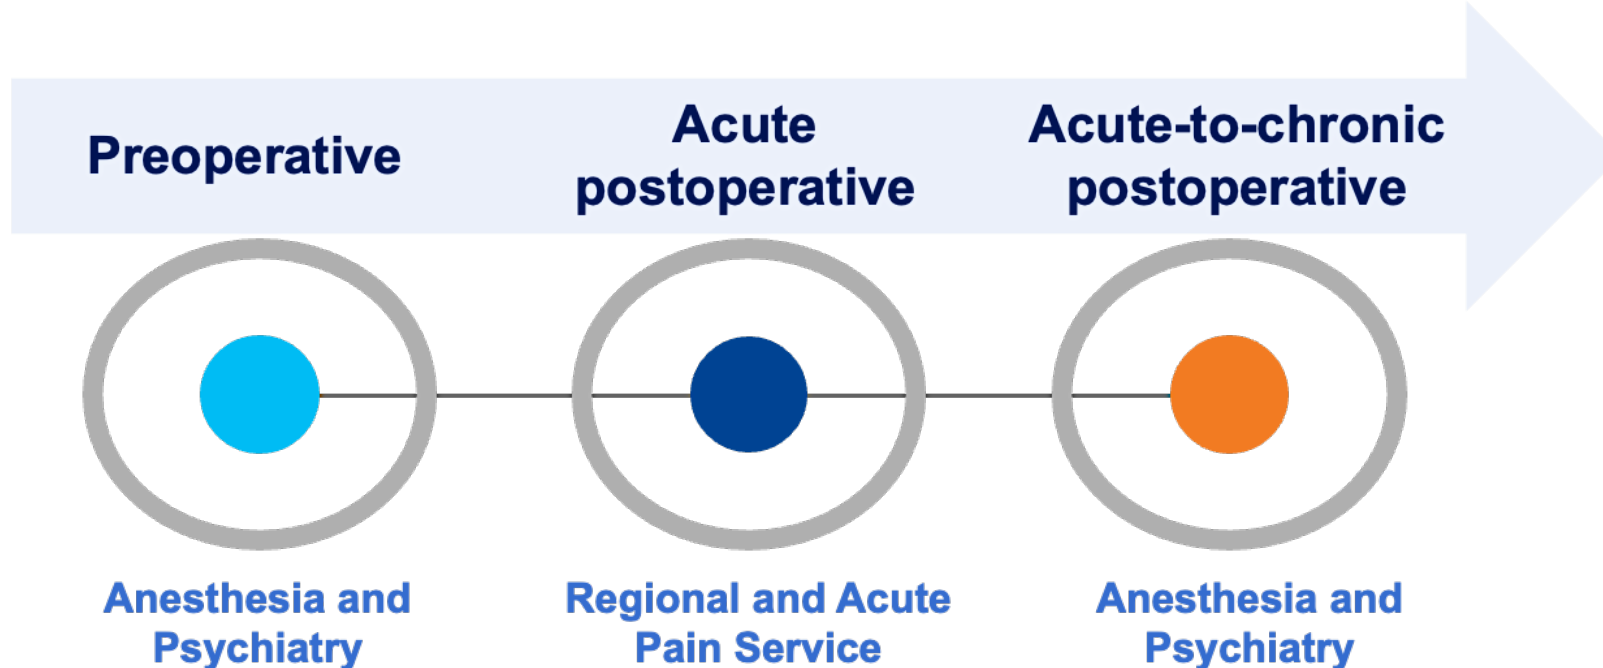 Preoperative
Acute
postoperative
Acute-to-chronic
postoperative
Anesthesia and
Psychiatry
Regional and Acute
Pain Service
Anesthesia and
Psychiatry